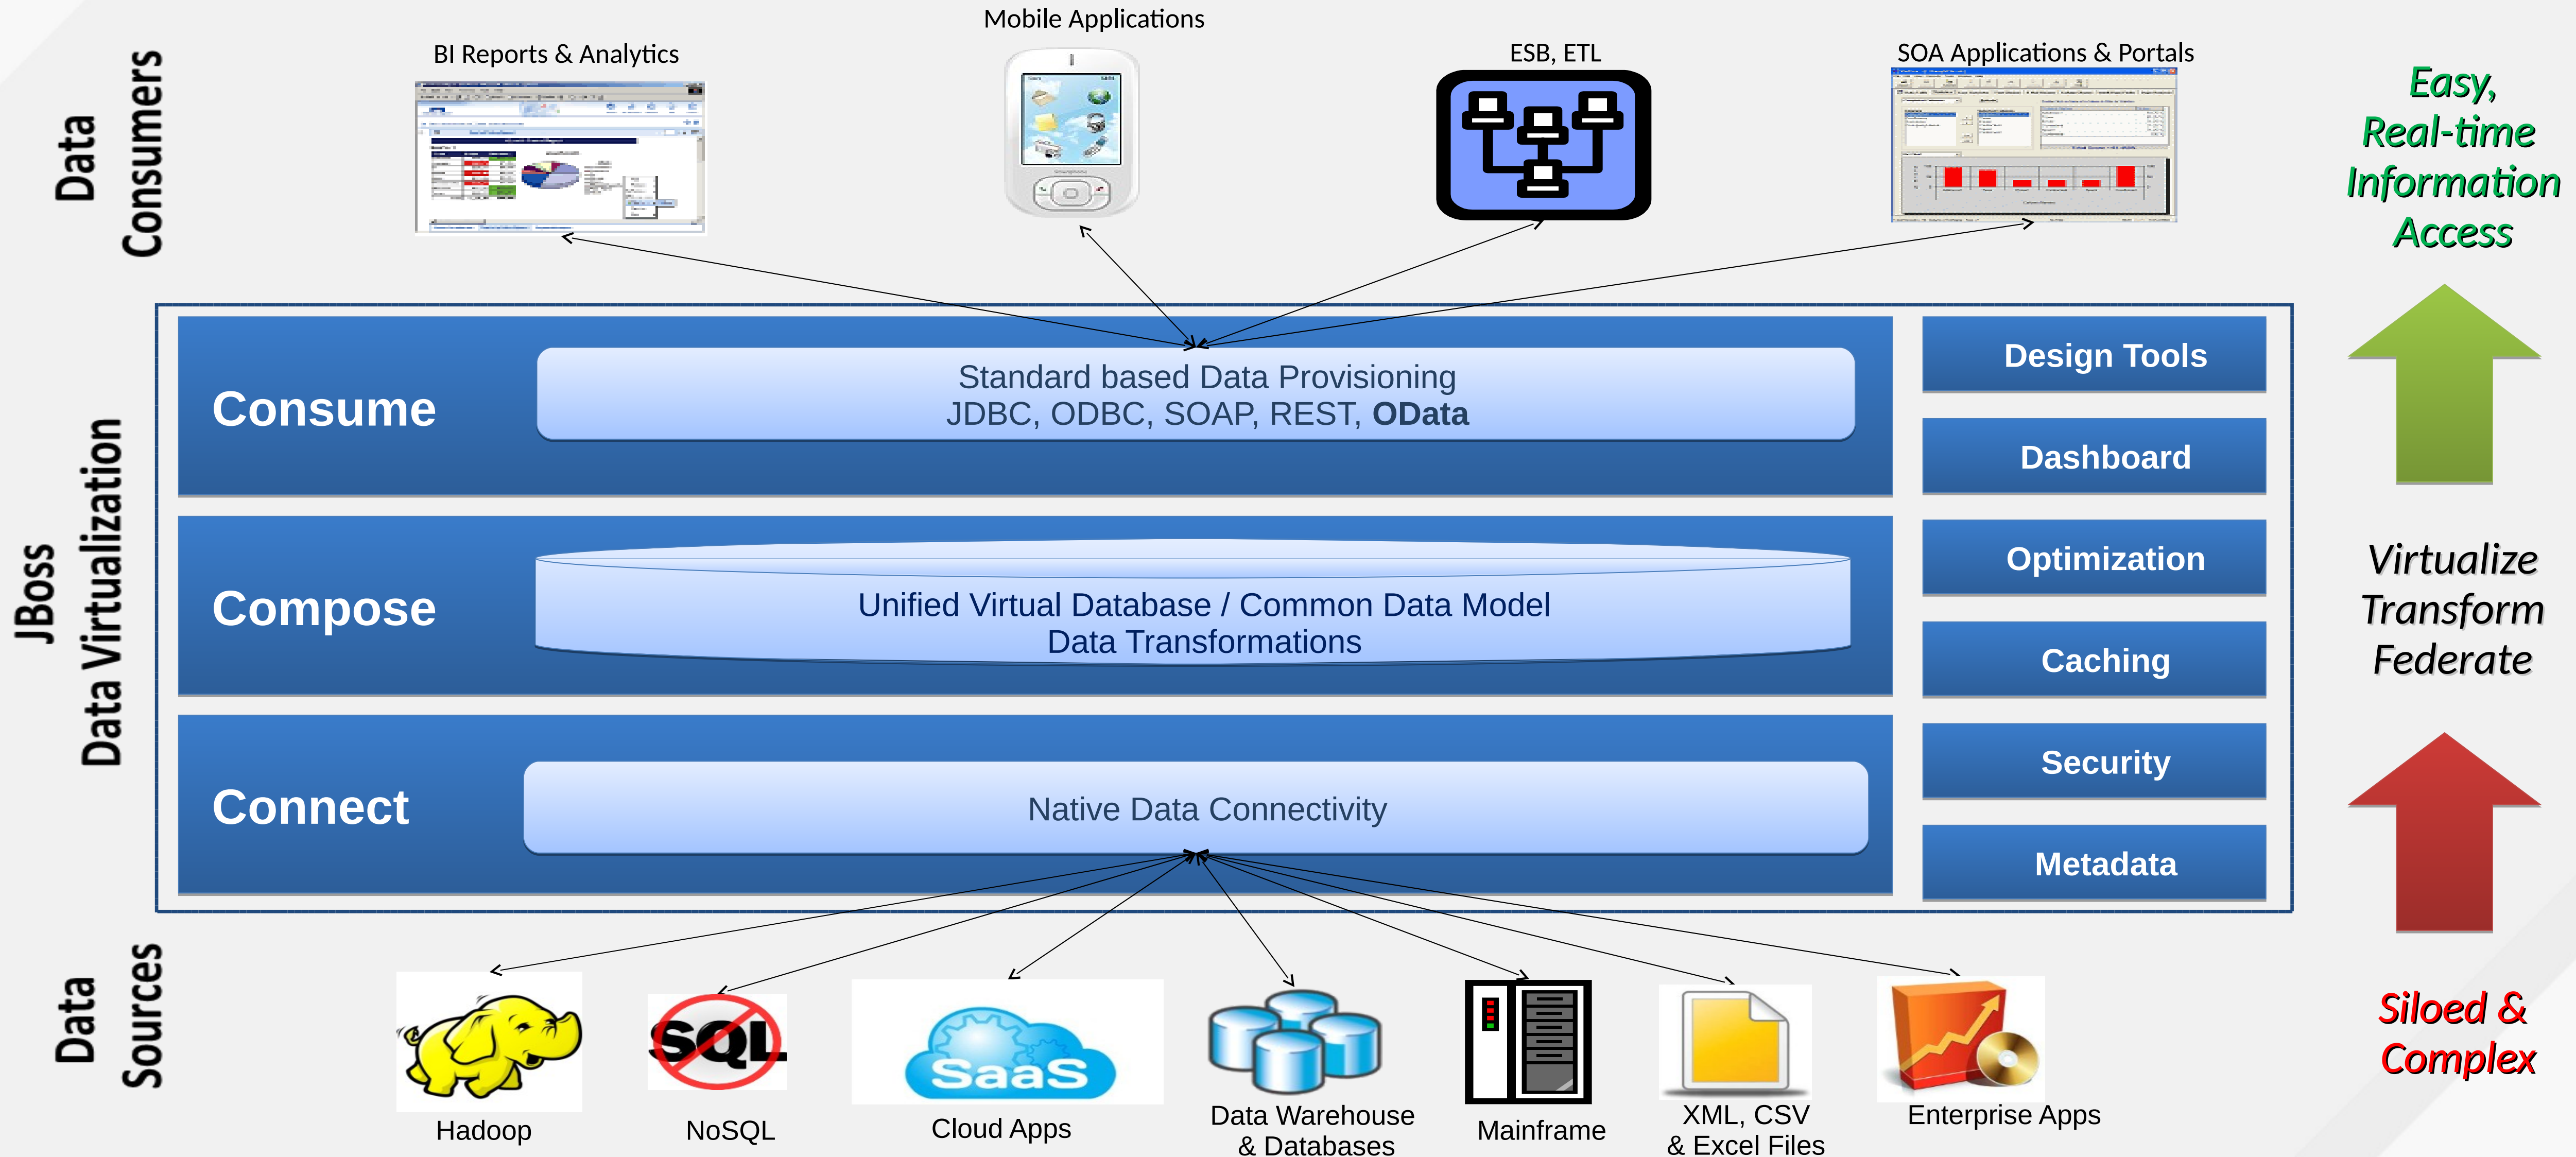 Mobile Applications
BI Reports & Analytics
ESB, ETL
SOA Applications & Portals
Data
Consumers
Easy,
Real-time
Information
Access
JBoss
Data Virtualization
Consume
Standard based Data Provisioning
JDBC, ODBC, SOAP, REST, OData
Compose
Unified Virtual Database / Common Data Model
Data Transformations
Connect
Native Data Connectivity
Design Tools
Dashboard
Optimization
Caching
Security
Metadata
Virtualize
Transform
Federate
Data
Sources
SQL
SaaS
Hadoop
NoSQL
Cloud Apps
Data Warehouse
& Databases
Mainframe
XML, CSV
& Excel Files
Enterprise Apps
Siloed &
Complex